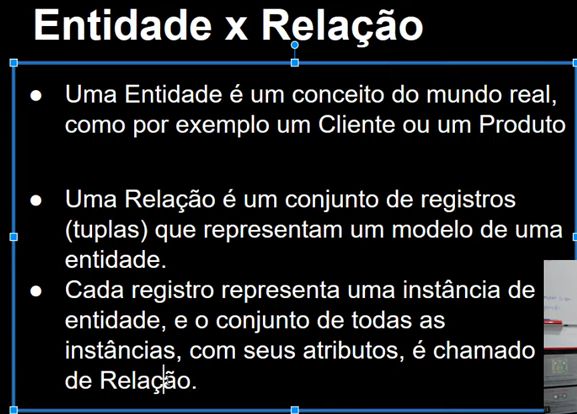 Entidade x Relação
● Uma Entidade é um conceito do mundo real,
como por exemplo um Cliente ou um Produto
● Uma Relação é um conjunto de registros
(tuplas) que representam um modelo de uma
entidade.
● Cada registro representa uma instância de
entidade, e o conjunto de todas as
instâncias, com seus atributos, é chamado
de Relação.